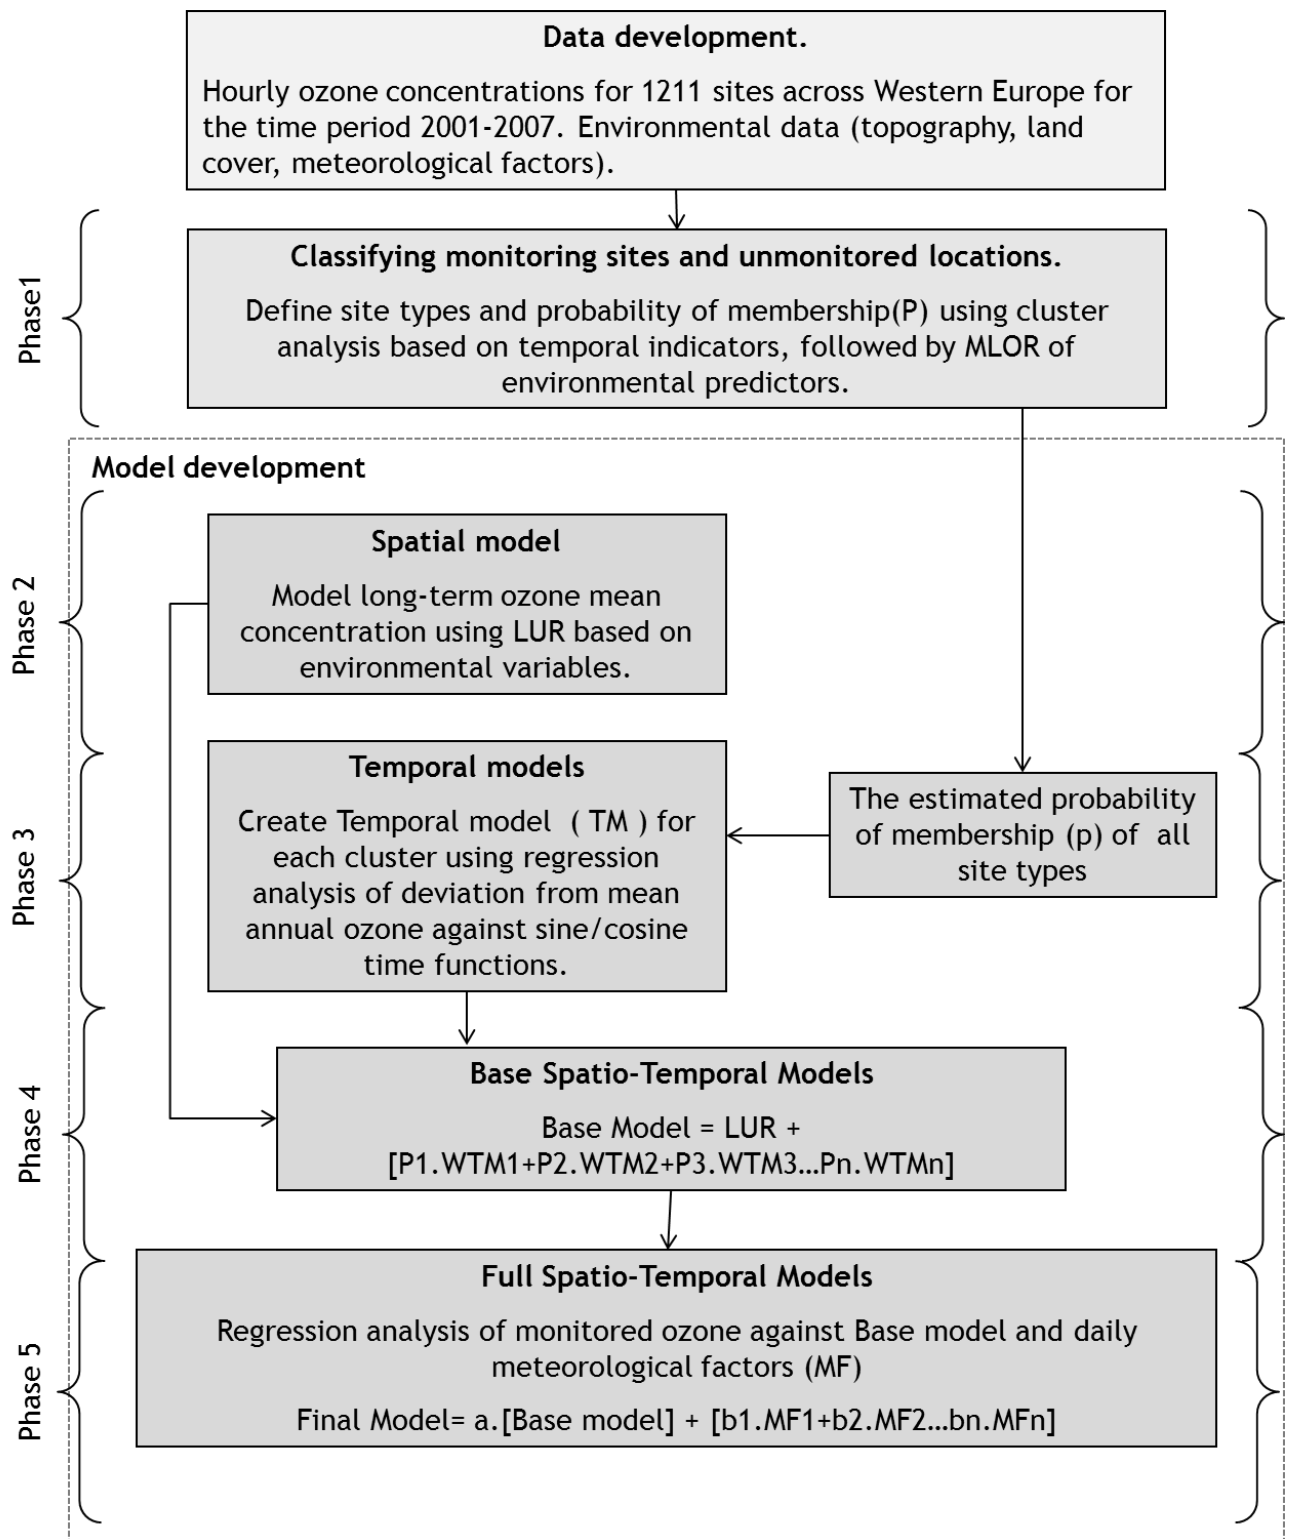 Data development.
Hourly ozone concentrations for 1211 sites across Western Europe for
the time period 2001-2007. Environmental data (topography, land
cover, meteorological factors).
Phase1
Classifying monitoring sites and unmonitored locations.
Define site types and probability of membership(P) using cluster
analysis based on temporal indicators, followed by MLOR of
environmental predictors.
Model development
Phase 2
Spatial model
Model long-term ozone mean
concentration using LUR based on
environmental variables.
Phase 3
Temporal models
Create Temporal model ( TM ) for
each cluster using regression
analysis of deviation from mean
annual ozone against sine/cosine
time functions.
The estimated probability
of membership (p) of all
site types
Phase 4
Base Spatio-Temporal Models
Base Model = LUR +
[P1.WTM1+P2.WTM2+P3.WTM3…Pn.WTMn]
Phase 5
Full Spatio-Temporal Models
Regression analysis of monitored ozone against Base model and daily
meteorological factors (MF)
Final Model= a.[Base model] + [b1.MF1+b2.MF2…bn.MFn]